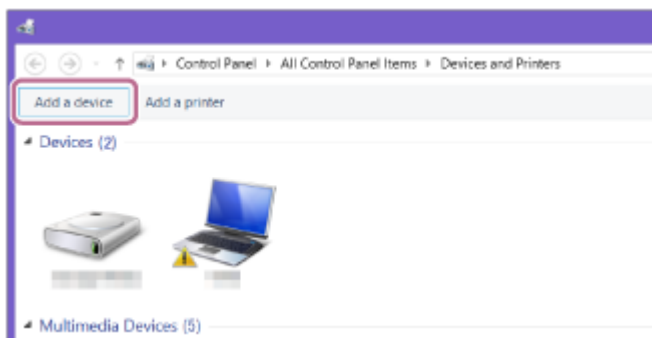 Control Panel ▸ All Control Panel Items ▸ Devices and Printers
Add a device Add a printer
Devices (2)
Multimedia Devices (5)